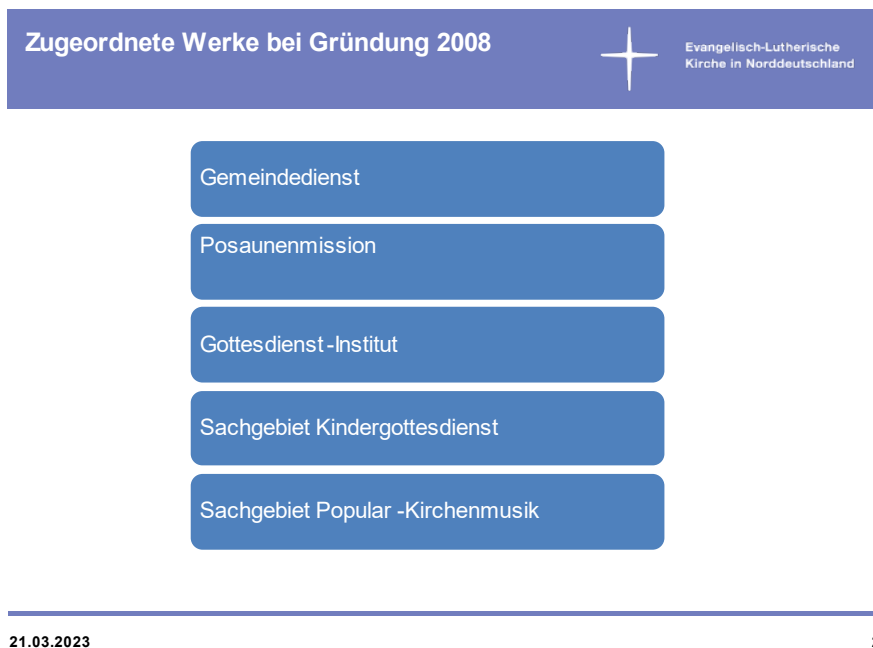 Zugeordnete Werke bei Gründung 2008
Evangelisch-Lutherische
Kirche in Norddeutschland
Gemeindedienst
Posaunenmission
Gottesdienst-Institut
Sachgebiet Kindergottesdienst
Sachgebiet Popular -Kirchenmusik
21.03.2023